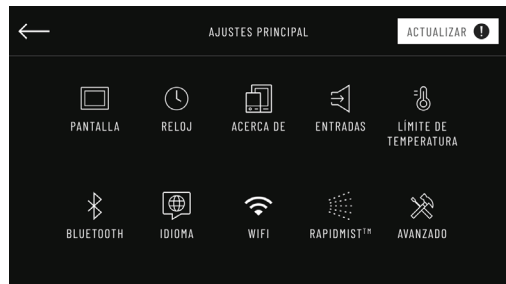 AJUSTES PRINCIPAL
ACTUALIZAR !
PANTALLA
RELOJ
ACERCA DE
ENTRADAS
LÍMITE DE
TEMPERATURA
BLUETOOTH
IDIOMA
WIFI
RAPIDMIST™
AVANZADO